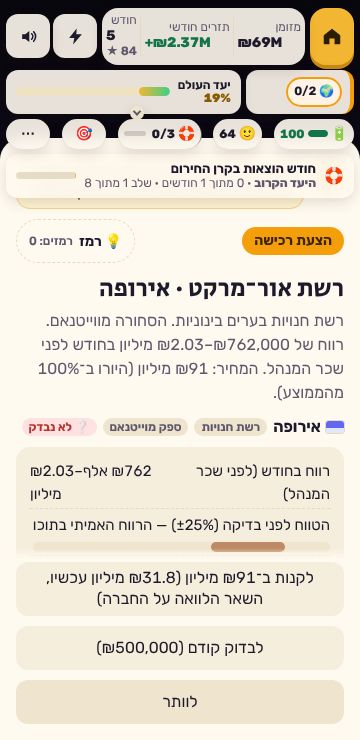 מזומן
₪69M
תזרים חודשי
+₪2.37M
חודש
5
★ 84
0/2
יעד העולם
19%
100
64
0/3
...
חודש הוצאות בקרן החירום
היעד הקרוב · 0 מתוך 1 חודשים · שלב 1 מתוך 8
הצעת רכישה
רמז רמזים: 0
רשת אור־מרקט · אירופה
רשת חנויות בערים בינוניות. הסחורה מווייטנאם.
רווח של 762,000₪–2.03₪ מיליון בחודש לפני
שכר המנהל. המחיר: 91₪ מיליון (היורו ב־100%
מהממוצע).
אירופה
רשת חנויות
ספק מווייטנאם
לא נבדק
רווח בחודש (לפני שכר
המנהל)
762₪ אלף–2.03₪
מיליון
הטווח לפני בדיקה (±25%) — הרווח האמיתי בתוכו
לקנות ב־91₪ מיליון (31.8₪ מיליון עכשיו,
השאר הלוואה על החברה)
לבדוק קודם (500,000₪)
לוותר